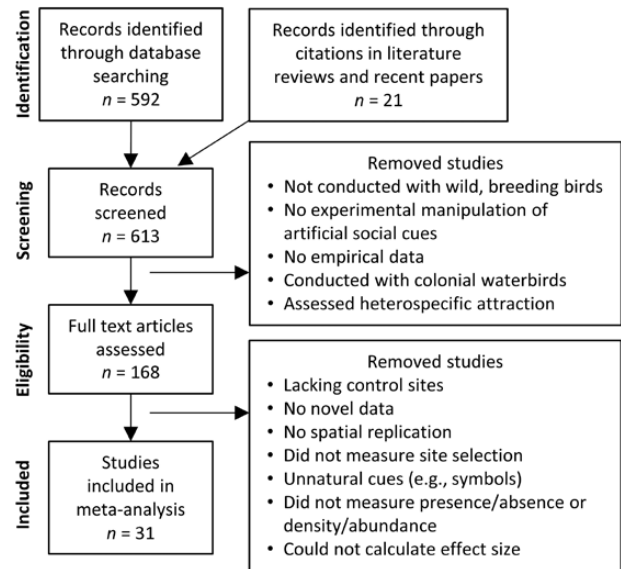 Identification
Records identified
through database
searching
n = 592
Records identified through
citations in literature
reviews and recent papers
n = 21
Screening
Records
screened
n = 613
Removed studies
• Not conducted with wild, breeding birds
• No experimental manipulation of
artificial social cues
• No empirical data
• Conducted with colonial waterbirds
• Assessed heterospecific attraction
Eligibility
Full text articles
assessed
n = 168
Removed studies
• Lacking control sites
• No novel data
• No spatial replication
• Did not measure site selection
• Unnatural cues (e.g., symbols)
• Did not measure presence/absence or
density/abundance
• Could not calculate effect size
Included
Studies
included in
meta-analysis
n = 31